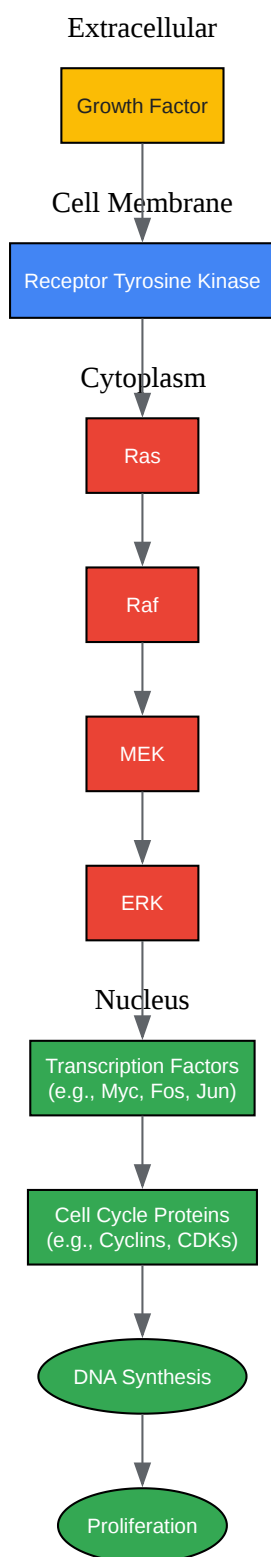 Extracellular
Growth Factor
Cell Membrane
Receptor Tyrosine Kinase
Cytoplasm
Ras
Raf
MEK
ERK
Nucleus
Transcription Factors
(e.g., Myc, Fos, Jun)
Cell Cycle Proteins
(e.g., Cyclins, CDKs)
DNA Synthesis
Proliferation